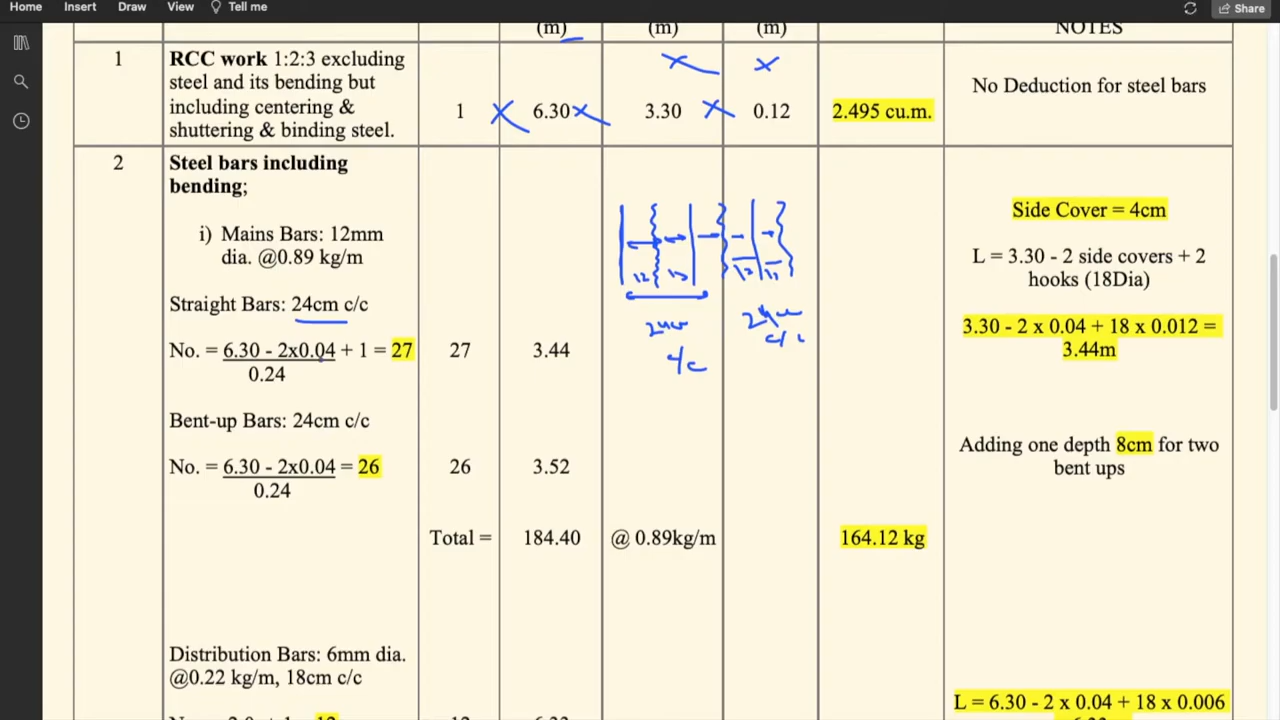 Home Insert Draw View Tell me Share
(m) (m) (m) NOTES
1 RCC work 1:2:3 excluding
steel and its bending but
including centering &
shuttering & binding steel.
1 6.30 3.30 0.12 2.495 cu.m.
No Deduction for steel bars
2 Steel bars including
bending;
i) Mains Bars: 12mm
dia. @0.89 kg/m
Straight Bars: 24cm c/c
No. = 6.30 - 2x0.04 + 1 = 27
0.24
27 3.44
12 12
24cm
c/c
24cm
c/c
Side Cover = 4cm
L = 3.30 - 2 side covers + 2
hooks (18Dia)
3.30 - 2 x 0.04 + 18 x 0.012 =
3.44m
Bent-up Bars: 24cm c/c
No. = 6.30 - 2x0.04 = 26
0.24
26 3.52
Adding one depth 8cm for two
bent ups
Total = 184.40 @ 0.89kg/m 164.12 kg
Distribution Bars: 6mm dia.
@0.22 kg/m, 18cm c/c
L = 6.30 - 2 x 0.04 + 18 x 0.006